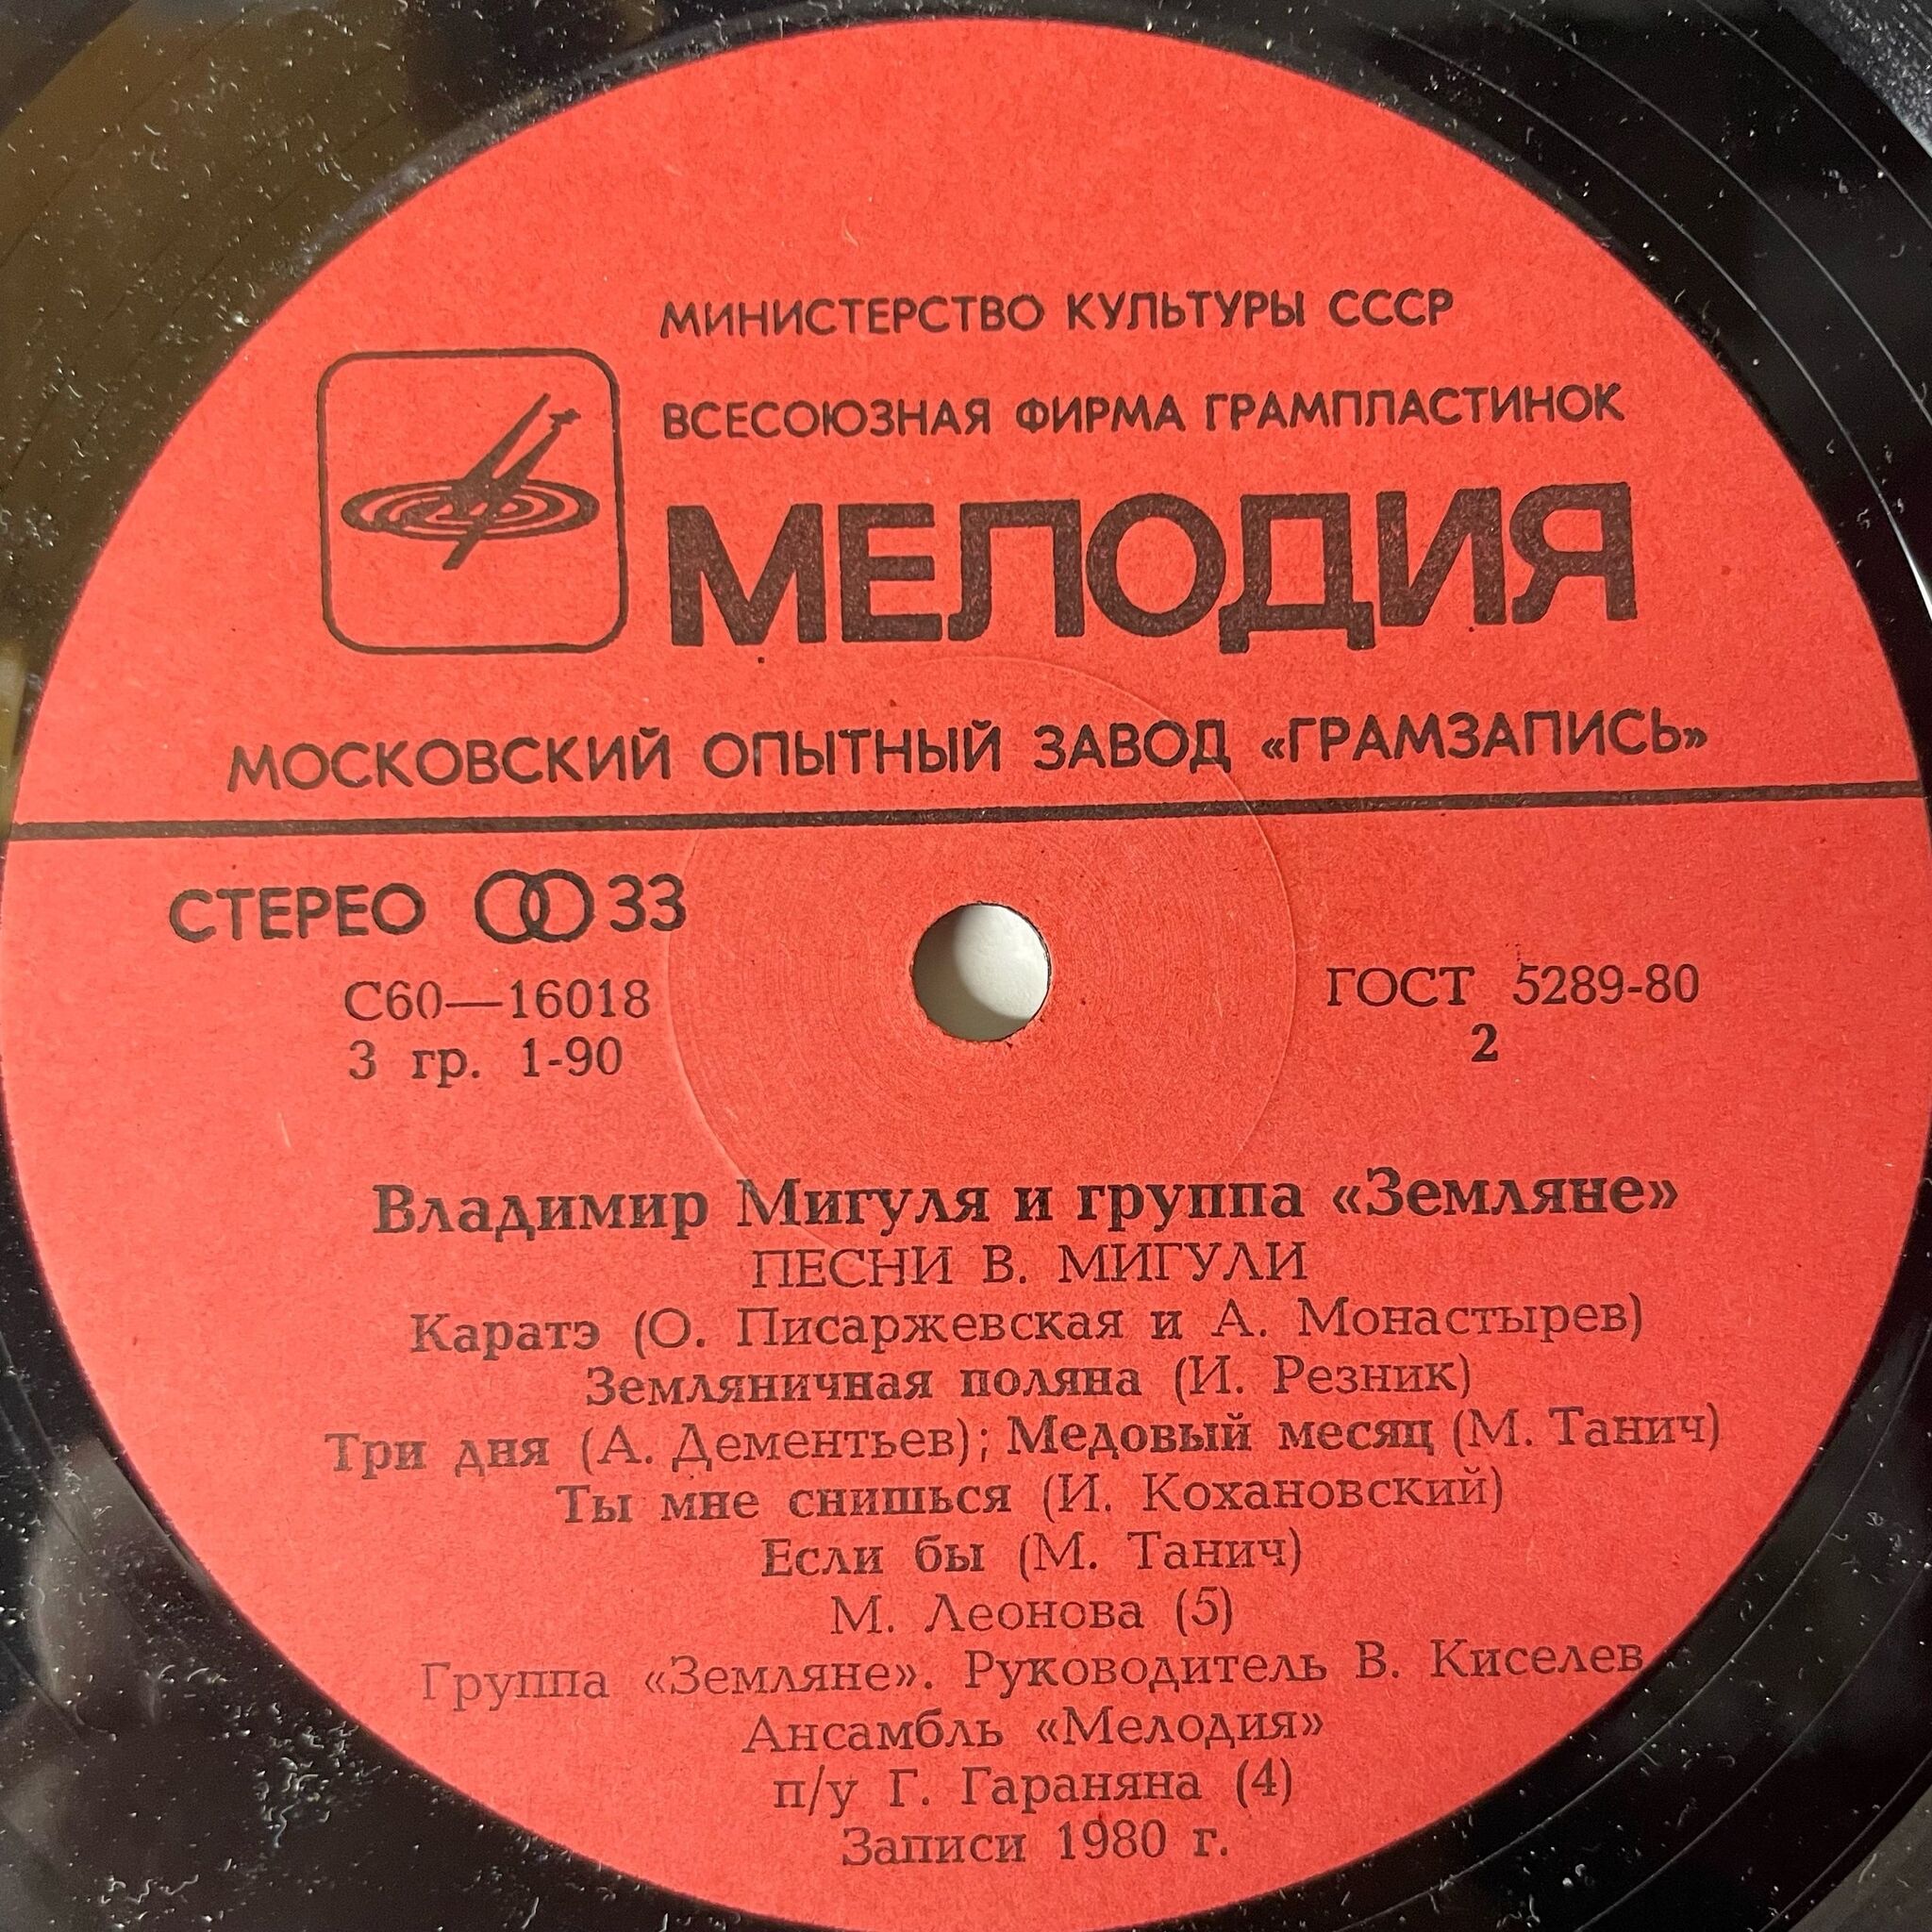 МИНИСТЕРСТВО КУЛЬТУРЫ СССР
ВСЕСОЮЗНАЯ ФИРМА ГРАМПЛАСТИНОК
МЕЛОДИЯ
МОСКОВСКИЙ ОПЫТНЫЙ ЗАВОД «ГРАМЗАПИСЬ»
СТЕРЕО 33
С60—16018
3 гр. 1-90
ГОСТ 5289-80
2
Владимир Мигуля и группа «Земляне»
ПЕСНИ В. МИГУЛИ
Каратэ (О. Писаржевская и А. Монастырев)
Земляничная поляна (И. Резник)
Три дня (А. Дементьев); Медовый месяц (М. Танич)
Ты мне снишься (И. Кохановский)
Если бы (М. Танич)
М. Леонова (5)
Группа «Земляне». Руководитель В. Киселев
Ансамбль «Мелодия»
п/у Г. Гараняна (4)
Записи 1980 г.